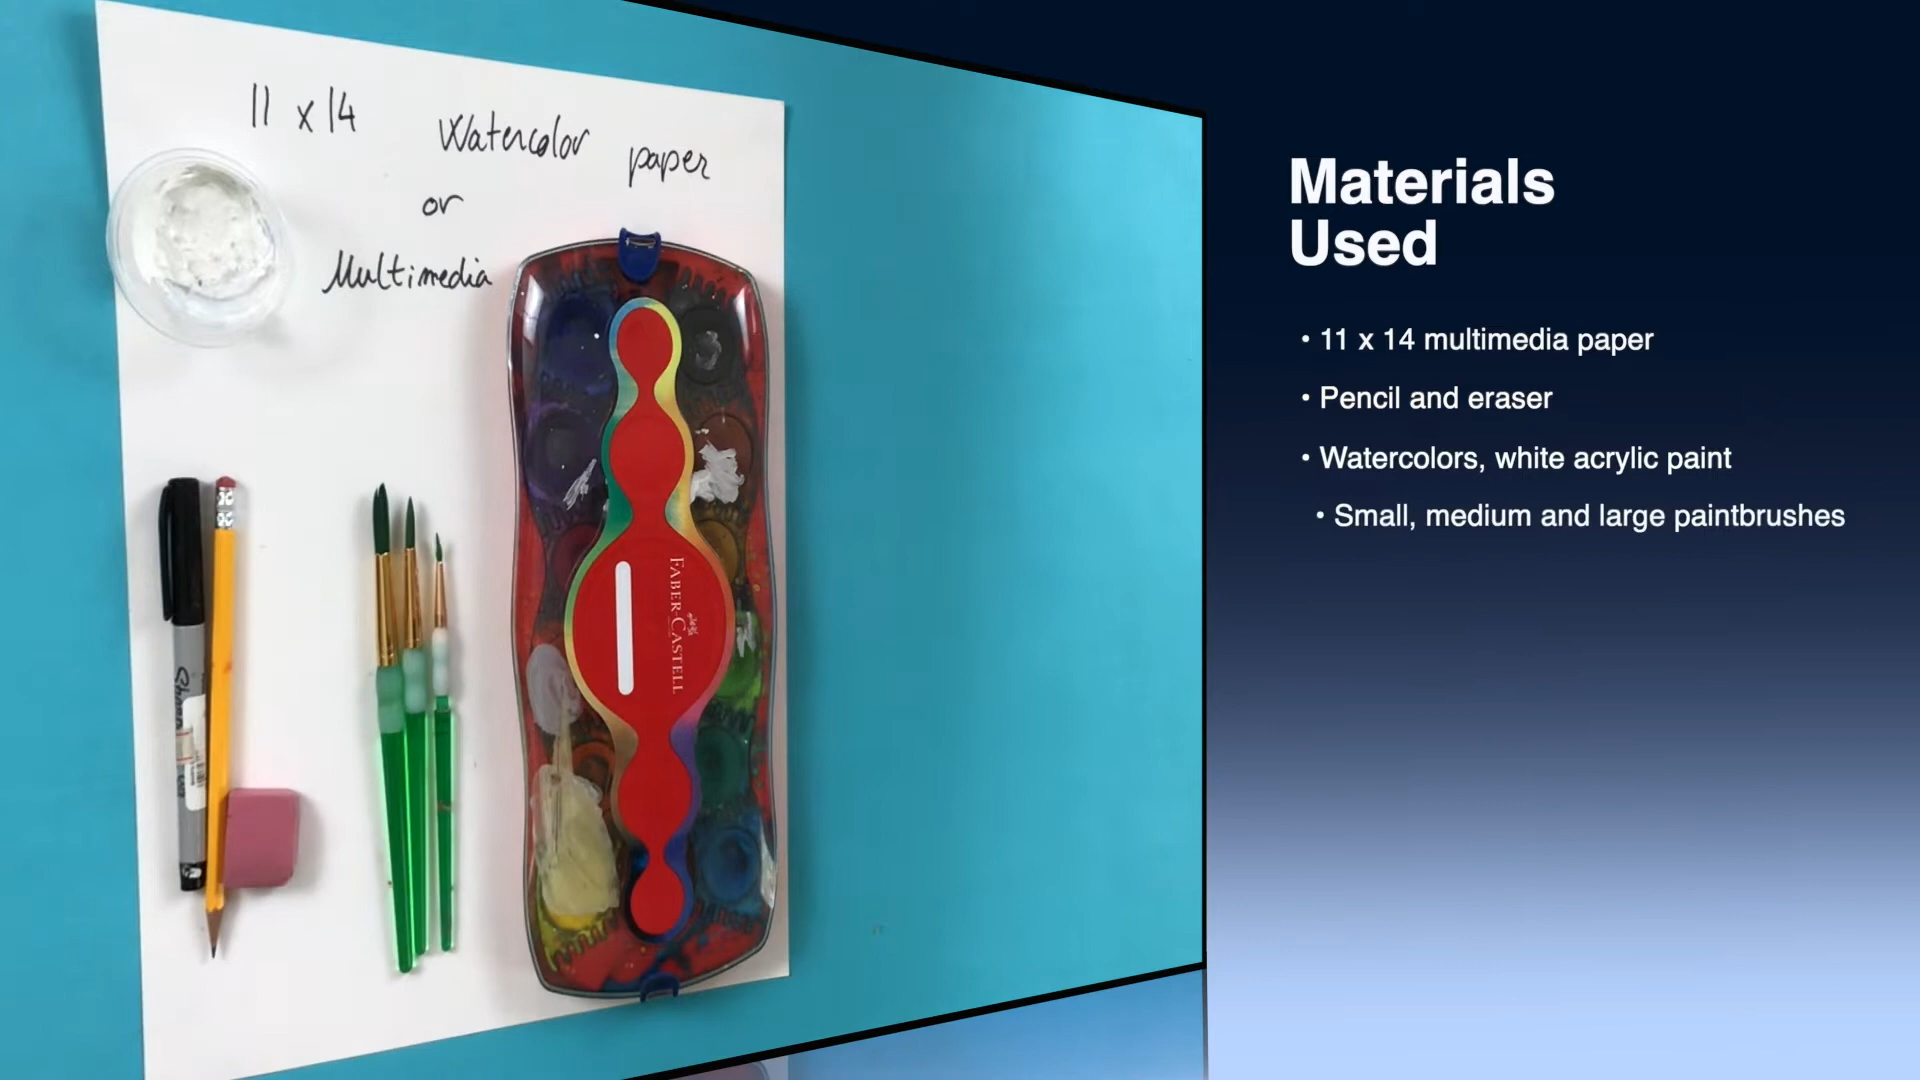 11 x 14 Watercolor paper
or
Multimedia
FABER-CASTELL
Materials
Used
• 11 x 14 multimedia paper
• Pencil and eraser
• Watercolors, white acrylic paint
• Small, medium and large paintbrushes